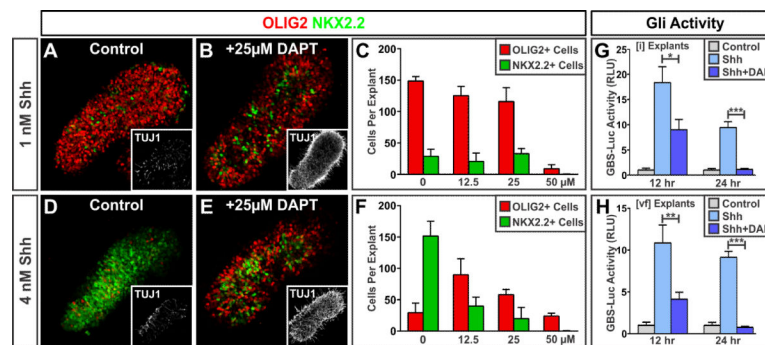 OLIG2 NKX2.2
Gli Activity
1 nM Shh
A Control
TUJ1
B +25µM DAPT
TUJ1
C
OLIG2+ Cells
NKX2.2+ Cells
Cells Per Explant
200
150
100
50
0
0 12.5 25 50 µM
G [i] Explants
Control
Shh
Shh+DAP
GBS-Luc Activity (RLU)
25
20
15
10
5
0
*
***
12 hr 24 hr
4 nM Shh
D Control
TUJ1
E +25µM DAPT
TUJ1
F
OLIG2+ Cells
NKX2.2+ Cells
Cells Per Explant
200
150
100
50
0
0 12.5 25 50 µM
H [vf] Explants
Control
Shh
Shh+DAP
GBS-Luc Activity (RLU)
15
10
5
0
**
***
12 hr 24 hr